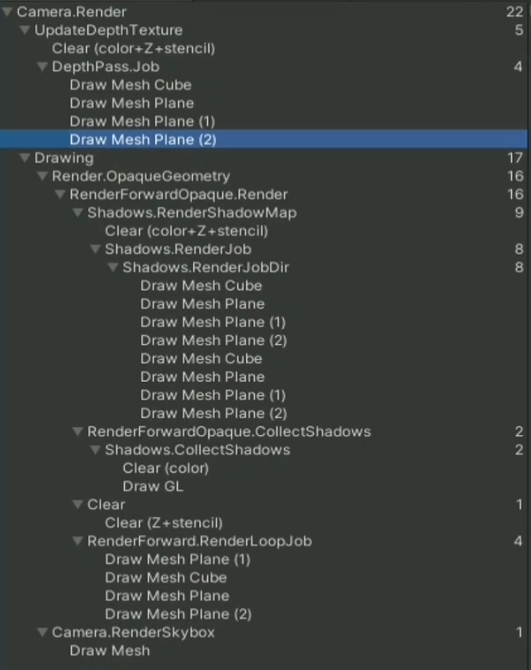 Camera.Render 22
UpdateDepthTexture 5
Clear (color+Z+stencil)
DepthPass.Job 4
Draw Mesh Cube
Draw Mesh Plane
Draw Mesh Plane (1)
Draw Mesh Plane (2)
Drawing 17
Render.OpaqueGeometry 16
RenderForwardOpaque.Render 16
Shadows.RenderShadowMap 9
Clear (color+Z+stencil)
Shadows.RenderJob 8
Shadows.RenderJobDir 8
Draw Mesh Cube
Draw Mesh Plane
Draw Mesh Plane (1)
Draw Mesh Plane (2)
Draw Mesh Cube
Draw Mesh Plane
Draw Mesh Plane (1)
Draw Mesh Plane (2)
RenderForwardOpaque.CollectShadows 2
Shadows.CollectShadows 2
Clear (color)
Draw GL
Clear 1
Clear (Z+stencil)
RenderForward.RenderLoopJob 4
Draw Mesh Plane (1)
Draw Mesh Cube
Draw Mesh Plane
Draw Mesh Plane (2)
Camera.RenderSkybox 1
Draw Mesh